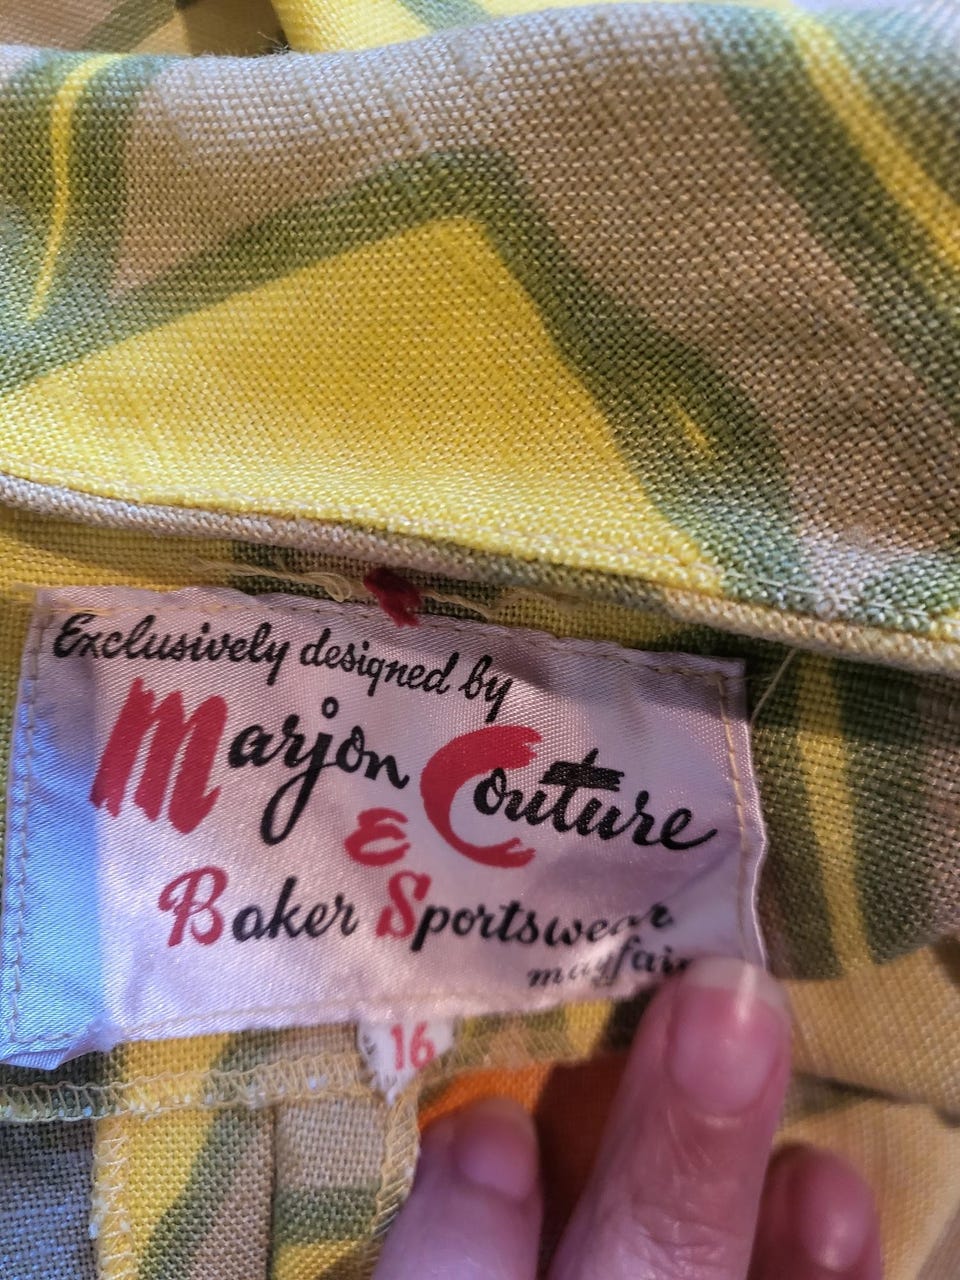 Exclusively designed by
Marjon Couture
&
Baker Sportswear
mayfair
16